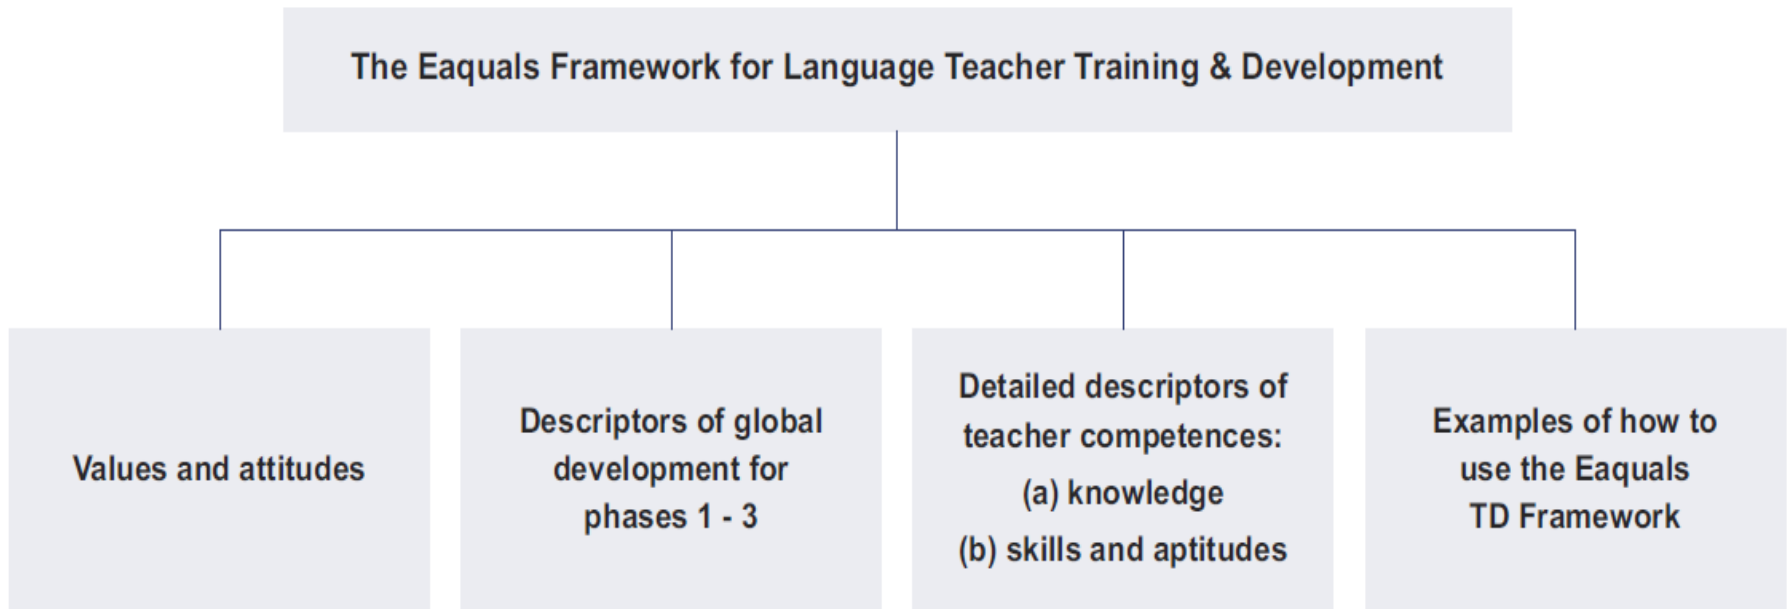 The Eaquals Framework for Language Teacher Training & Development
Values and attitudes
Descriptors of global
development for
phases 1 - 3
Detailed descriptors of
teacher competences:
(a) knowledge
(b) skills and aptitudes
Examples of how to
use the Eaquals
TD Framework